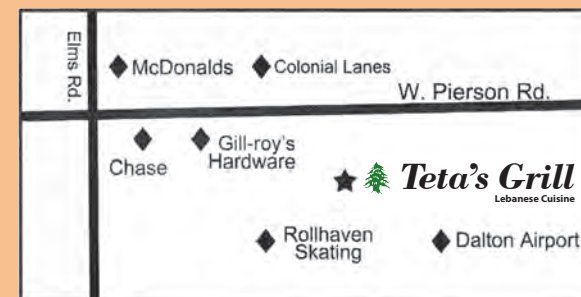 Elms Rd.
McDonalds
Colonial Lanes
W. Pierson Rd.
Chase
Gill-roy's
Hardware
Teta's Grill
Lebanese Cuisine
Rollhaven
Skating
Dalton Airport